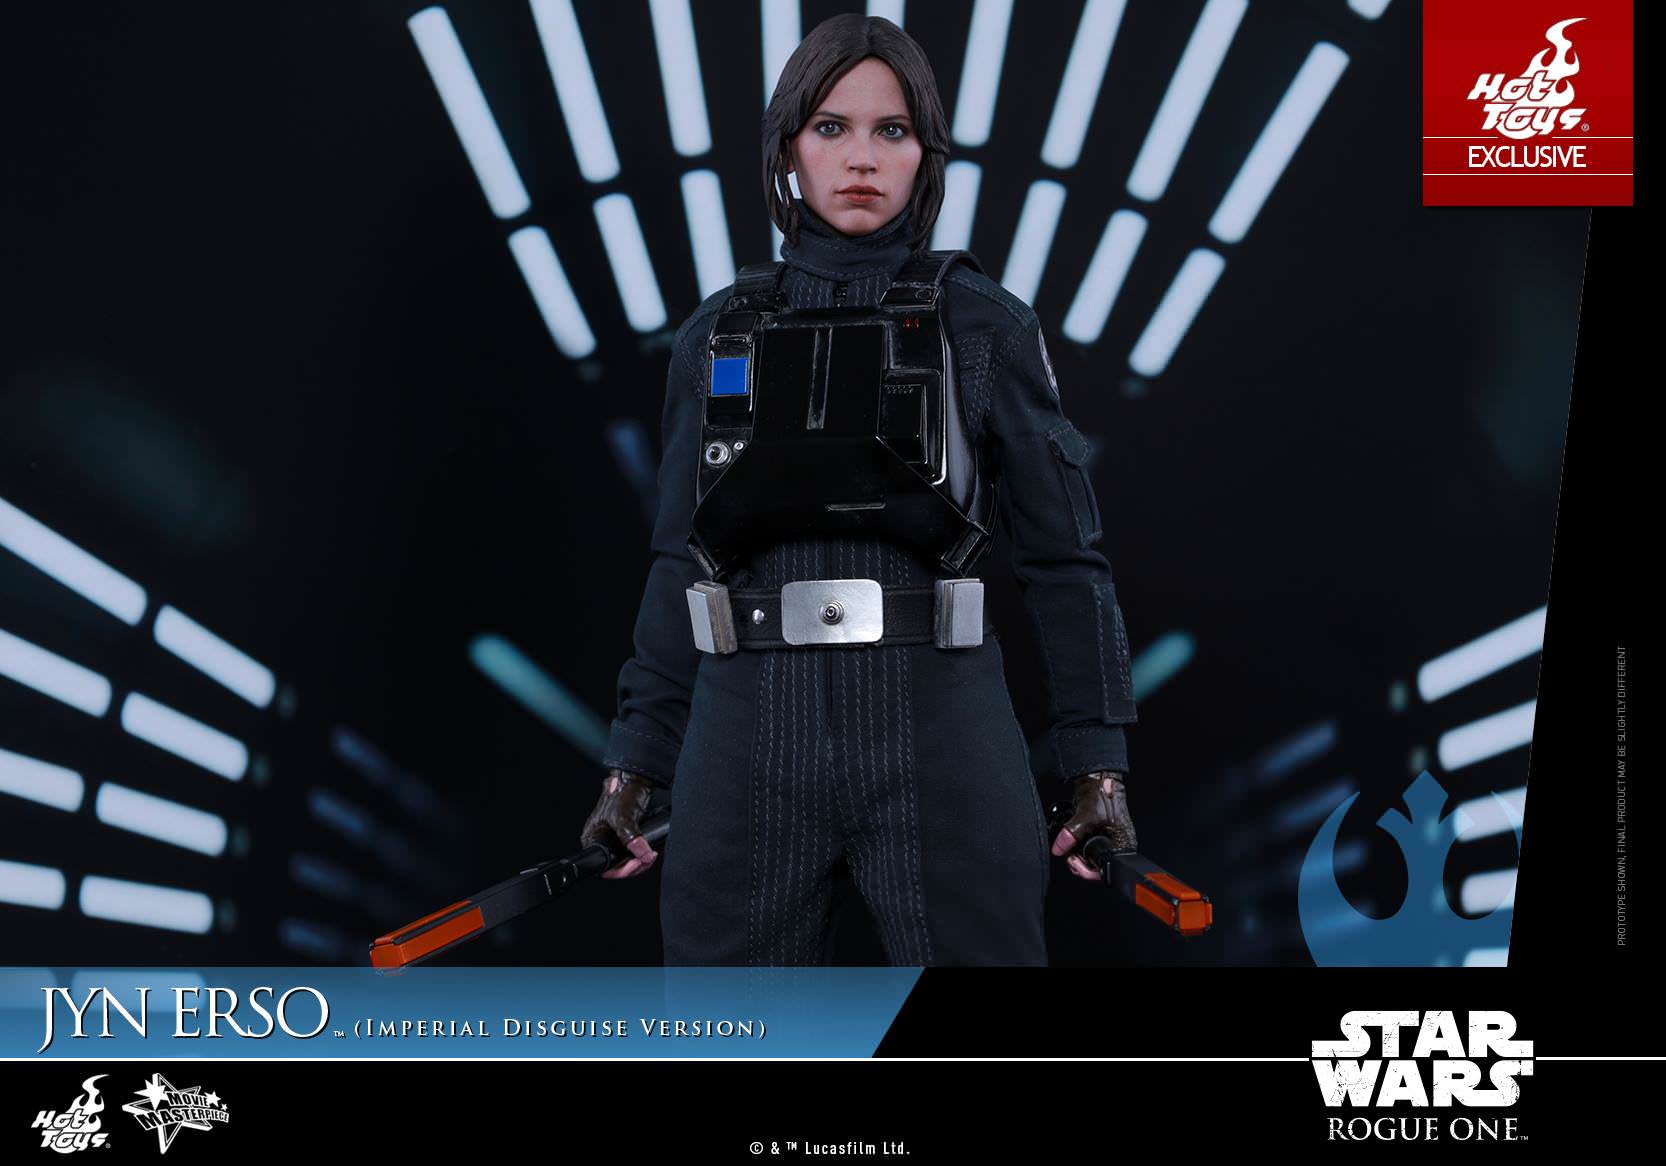 Hot Toys®
EXCLUSIVE
PROTOTYPE SHOWN, FINAL PRODUCT MAY BE SLIGHTLY DIFFERENT
JYN ERSO™ (IMPERIAL DISGUISE VERSION)
STAR
WARS
ROGUE ONE™
Hot Toys®
MOVIE
MASTERPIECE
© & ™ Lucasfilm Ltd.